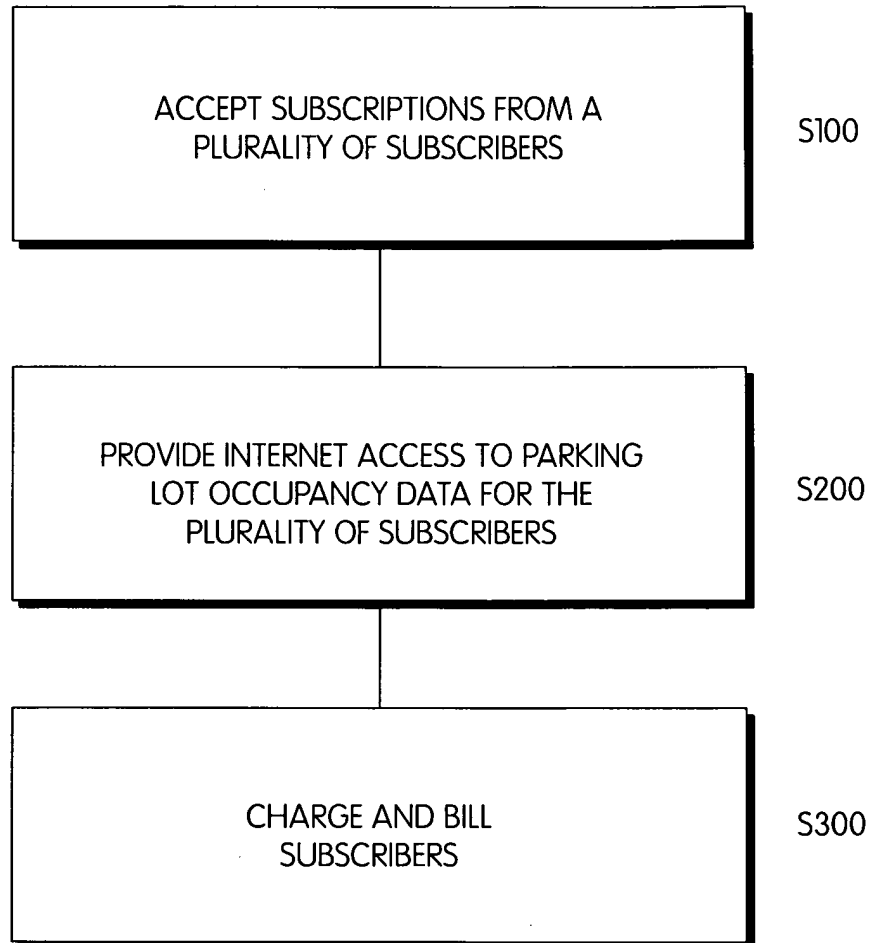 ACCEPT SUBSCRIPTIONS FROM A
PLURALITY OF SUBSCRIBERS
S100
PROVIDE INTERNET ACCESS TO PARKING
LOT OCCUPANCY DATA FOR THE
PLURALITY OF SUBSCRIBERS
S200
CHARGE AND BILL
SUBSCRIBERS
S300